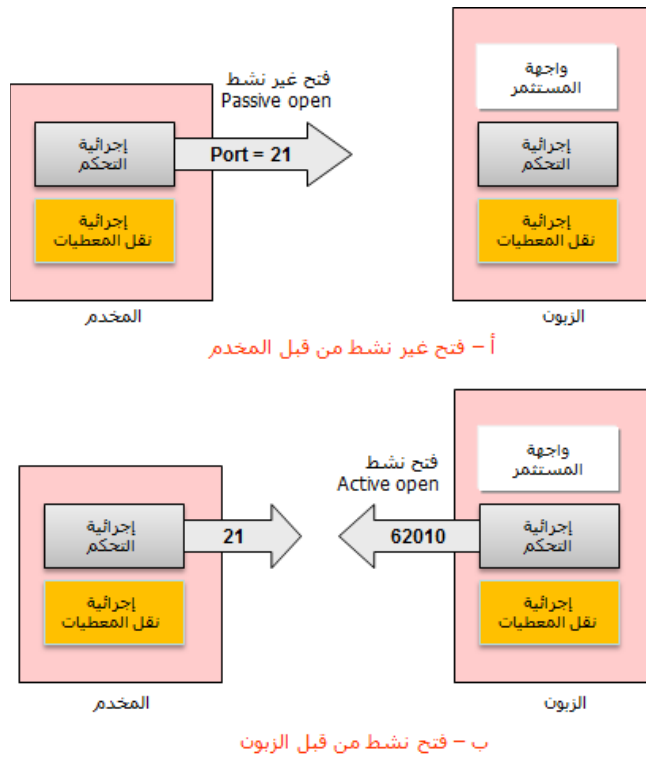 فتح غير نشط
Passive open
واجهة
المستثمر
إجرائية
التحكم
Port = 21
إجرائية
التحكم
إجرائية
نقل المعطيات
إجرائية
نقل المعطيات
المخدم
الزبون
أ – فتح غير نشط من قبل المخدم
فتح نشط
Active open
واجهة
المستثمر
إجرائية
التحكم
21
62010
إجرائية
التحكم
إجرائية
نقل المعطيات
إجرائية
نقل المعطيات
المخدم
الزبون
ب – فتح نشط من قبل الزبون